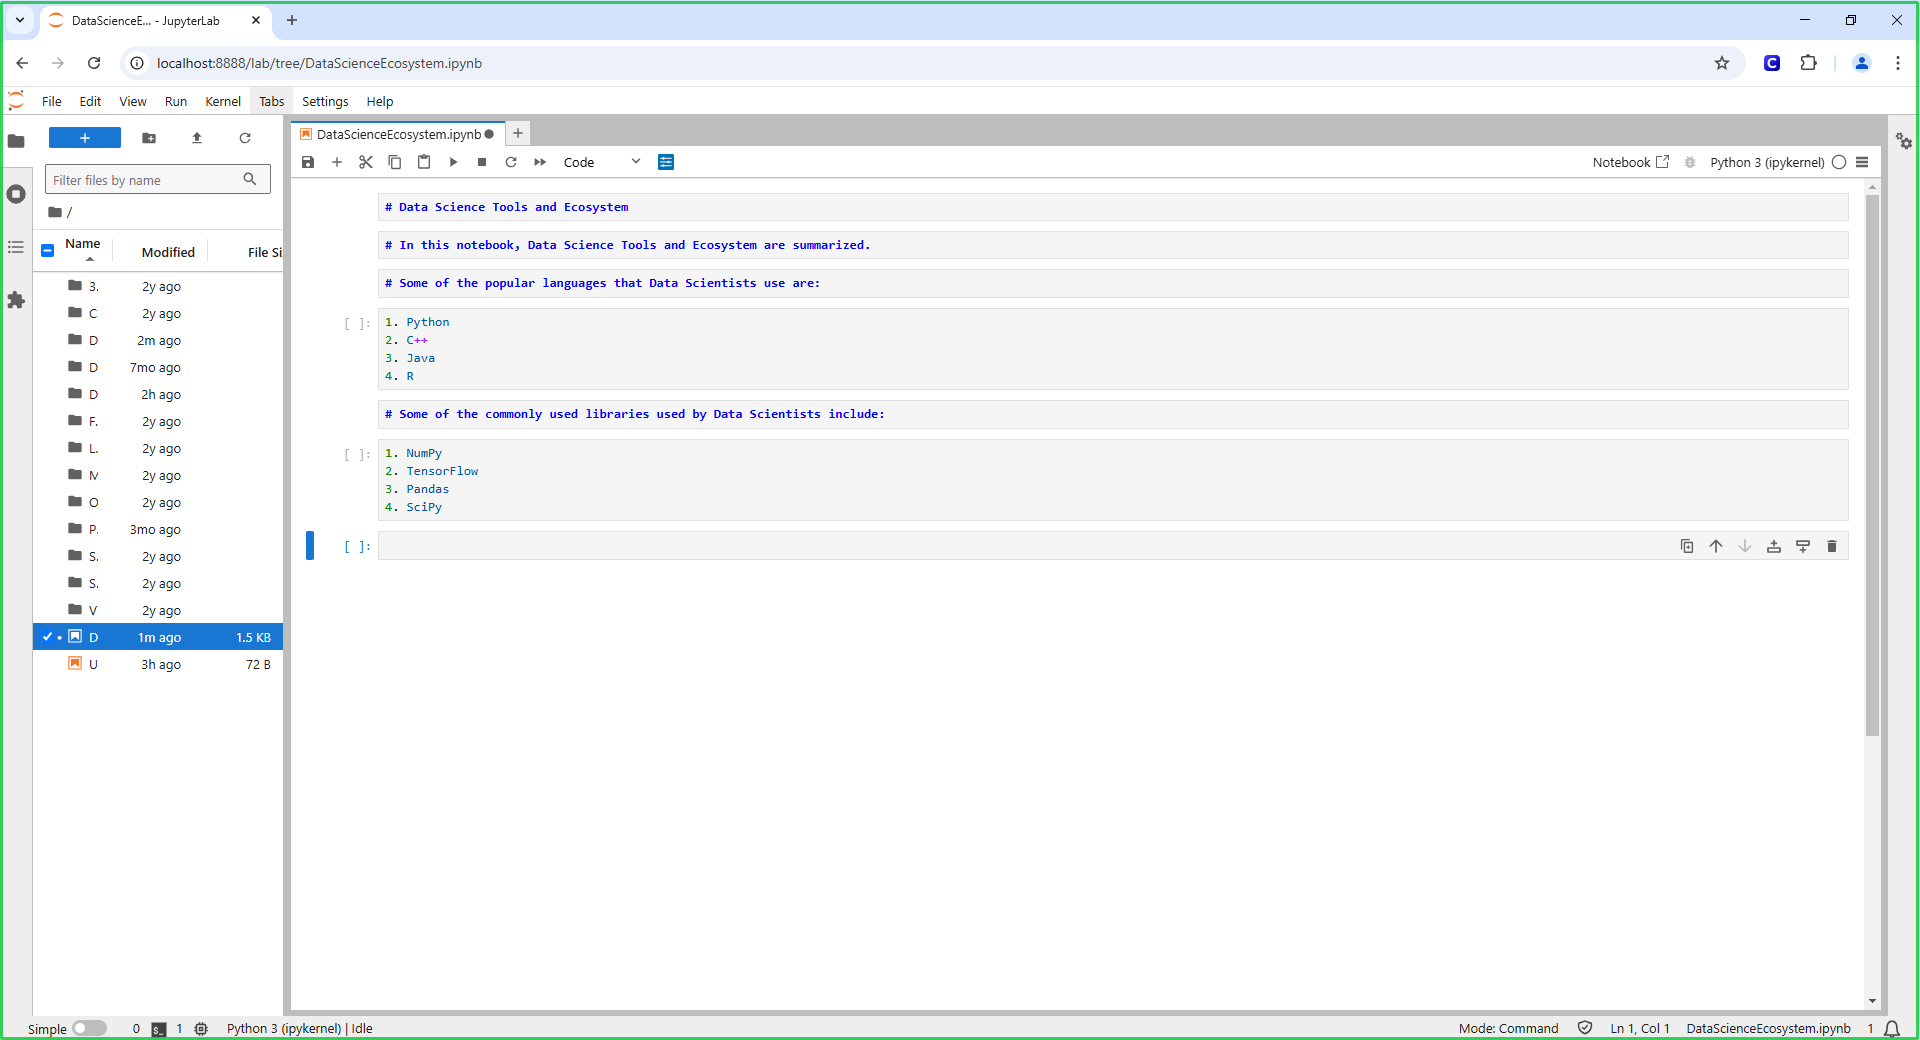 DataScienceE... - JupyterLab
localhost:8888/lab/tree/DataScienceEcosystem.ipynb
File Edit View Run Kernel Tabs Settings Help
DataScienceEcosystem.ipynb
Code
Notebook
Python 3 (ipykernel)
Filter files by name
/
Name Modified File Si
3. 2y ago
C 2y ago
D 2m ago
D 7mo ago
D 2h ago
F. 2y ago
L. 2y ago
M 2y ago
O 2y ago
P. 3mo ago
S. 2y ago
S. 2y ago
V 2y ago
D 1m ago 1.5 KB
U 3h ago 72 B
# Data Science Tools and Ecosystem
# In this notebook, Data Science Tools and Ecosystem are summarized.
# Some of the popular languages that Data Scientists use are:
[ ]:
1. Python
2. C++
3. Java
4. R
# Some of the commonly used libraries used by Data Scientists include:
[ ]:
1. NumPy
2. TensorFlow
3. Pandas
4. SciPy
[ ]:
Simple 0 $_ 1 Python 3 (ipykernel) | Idle
Mode: Command Ln 1, Col 1 DataScienceEcosystem.ipynb 1